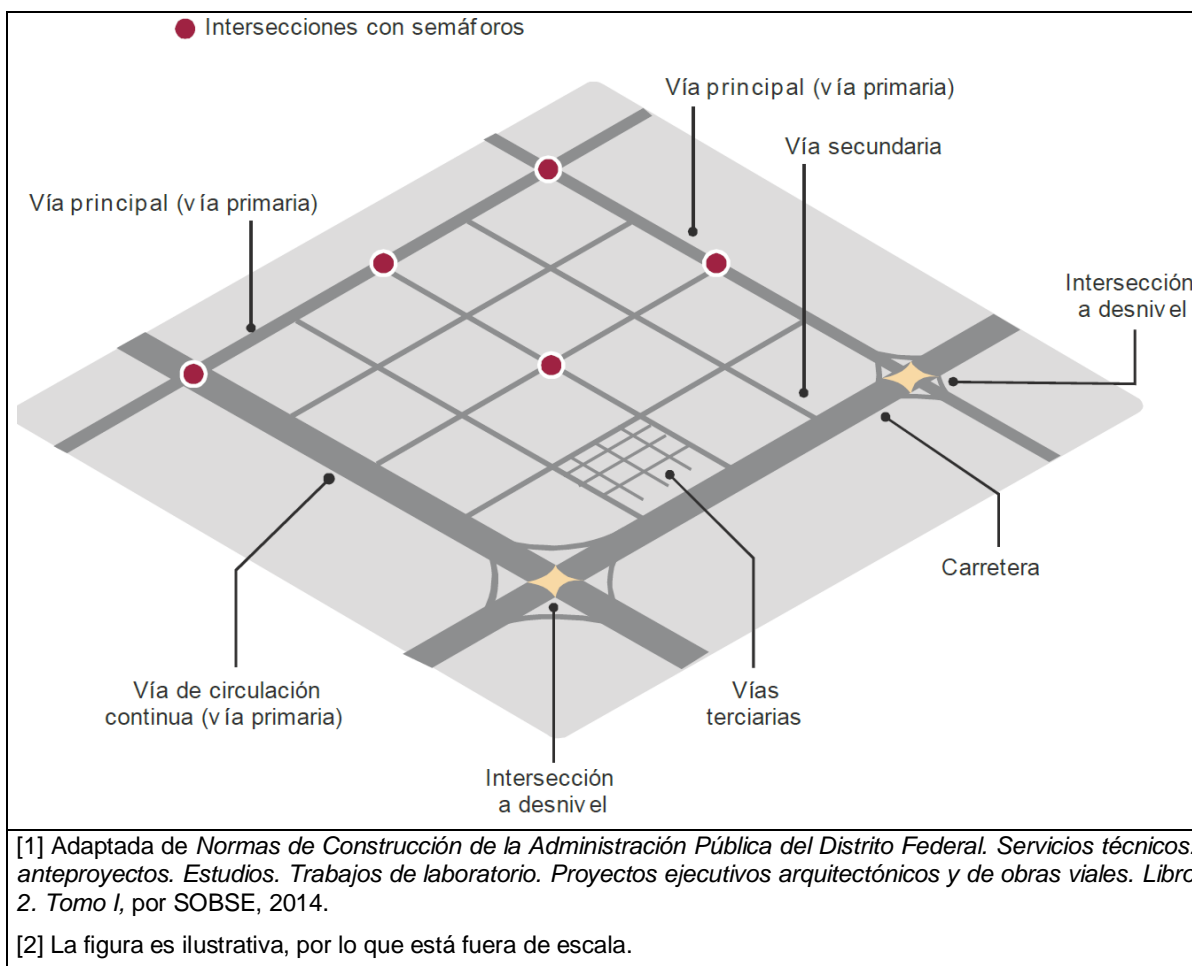 Intersecciones con semáforos
Vía principal (vía primaria)
Vía secundaria
Vía principal (vía primaria)
Intersección
a desnivel
Carretera
Vía de circulación
continua (vía primaria)
Vías
terciarias
Intersección
a desnivel
[1] Adaptada de Normas de Construcción de la Administración Pública del Distrito Federal. Servicios técnicos.
anteproyectos. Estudios. Trabajos de laboratorio. Proyectos ejecutivos arquitectónicos y de obras viales. Libro
2. Tomo I, por SOBSE, 2014.
[2] La figura es ilustrativa, por lo que está fuera de escala.